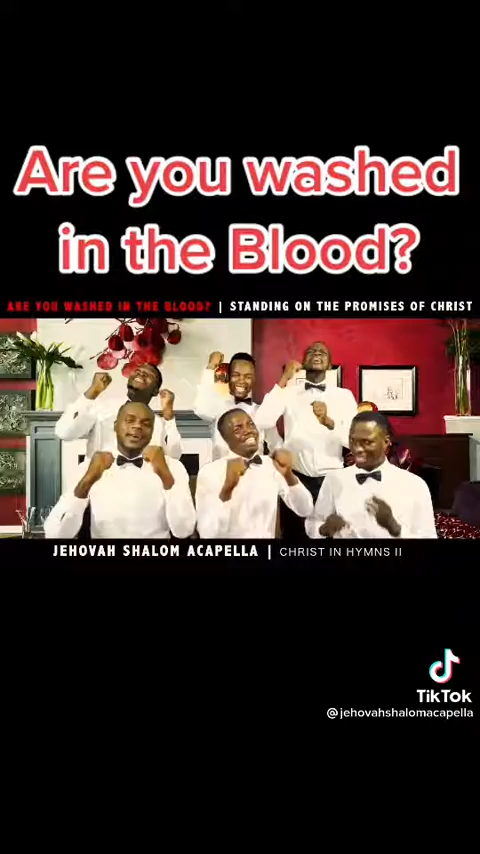 Are you washed
in the Blood?
ARE YOU WASHED IN THE BLOOD? | STANDING ON THE PROMISES OF CHRIST
JEHOVAH SHALOM ACAPELLA | CHRIST IN HYMNS II
TikTok
@jehovahshalomacapella